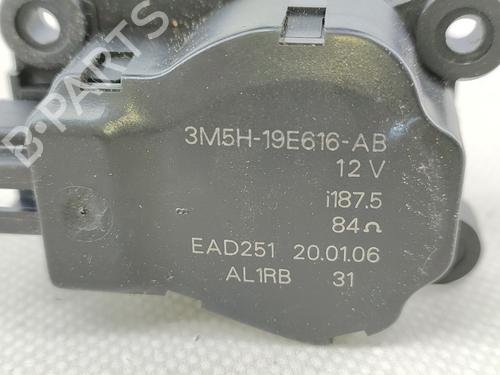 B-PARTS
3M5H-19E616-AB
12 V
i187.5
84Ω
EAD251 20.01.06
AL1RB 31